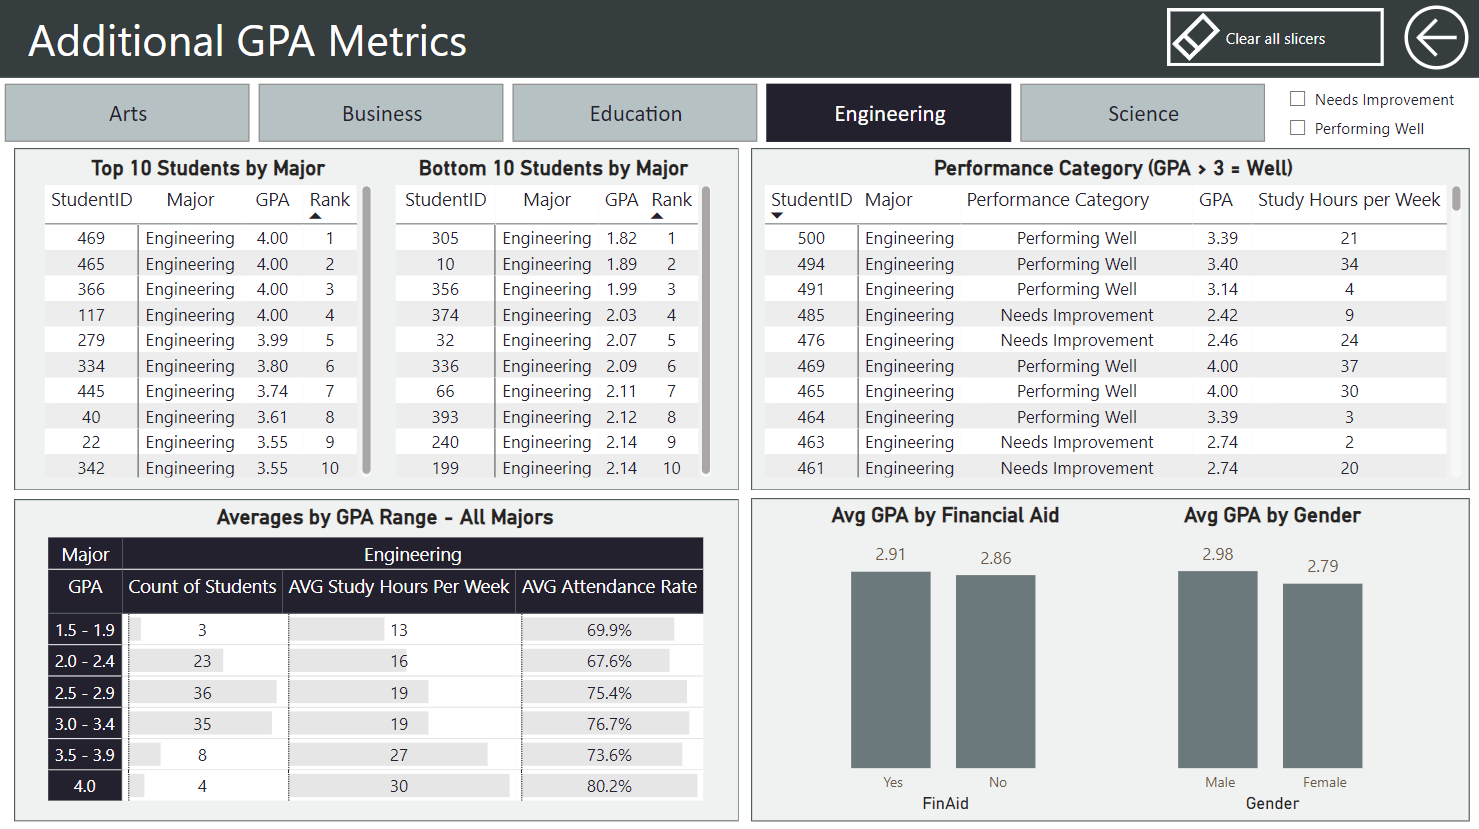 Additional GPA Metrics
Clear all slicers
Arts
Business
Education
Engineering
Science
Needs Improvement
Performing Well
Top 10 Students by Major
StudentID Major GPA Rank
469 Engineering 4.00 1
465 Engineering 4.00 2
366 Engineering 4.00 3
117 Engineering 4.00 4
279 Engineering 3.99 5
334 Engineering 3.80 6
445 Engineering 3.74 7
40 Engineering 3.61 8
22 Engineering 3.55 9
342 Engineering 3.55 10
Bottom 10 Students by Major
StudentID Major GPA Rank
305 Engineering 1.82 1
10 Engineering 1.89 2
356 Engineering 1.99 3
374 Engineering 2.03 4
32 Engineering 2.07 5
336 Engineering 2.09 6
66 Engineering 2.11 7
393 Engineering 2.12 8
240 Engineering 2.14 9
199 Engineering 2.14 10
Performance Category (GPA > 3 = Well)
StudentID Major Performance Category GPA Study Hours per Week
500 Engineering Performing Well 3.39 21
494 Engineering Performing Well 3.40 34
491 Engineering Performing Well 3.14 4
485 Engineering Needs Improvement 2.42 9
476 Engineering Needs Improvement 2.46 24
469 Engineering Performing Well 4.00 37
465 Engineering Performing Well 4.00 30
464 Engineering Performing Well 3.39 3
463 Engineering Needs Improvement 2.74 2
461 Engineering Needs Improvement 2.74 20
Averages by GPA Range - All Majors
Major Engineering
GPA Count of Students AVG Study Hours Per Week AVG Attendance Rate
1.5 - 1.9 3 13 69.9%
2.0 - 2.4 23 16 67.6%
2.5 - 2.9 36 19 75.4%
3.0 - 3.4 35 19 76.7%
3.5 - 3.9 8 27 73.6%
4.0 4 30 80.2%
Avg GPA by Financial Aid
2.91 2.86
Yes No
FinAid
Avg GPA by Gender
2.98 2.79
Male Female
Gender